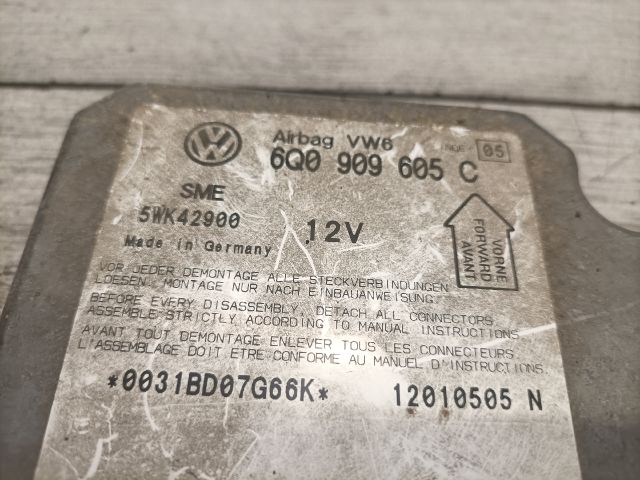 Airbag VW6
6Q0 909 605 C
INDEX 05
SME
5WK42900
12V
Made in Germany
VORNE
FORWARD
AVANT
VOR JEDER DEMONTAGE ALLE STECKVERBINDUNGEN
LOESEN. MONTAGE NUR NACH EINBAUANWEISUNG.
BEFORE EVERY DISASSEMBLY, DETACH ALL CONNECTORS
ASSEMBLE STRICTLY ACCORDING TO MANUAL INSTRUCTIONS
AVANT TOUT DEMONTAGE ENLEVER TOUS LES CONNECTEURS.
L'ASSEMBLAGE DOIT ETRE CONFORME AU MANUEL D'INSTRUCTIONS.
*0031BD07G66K* 12010505 N